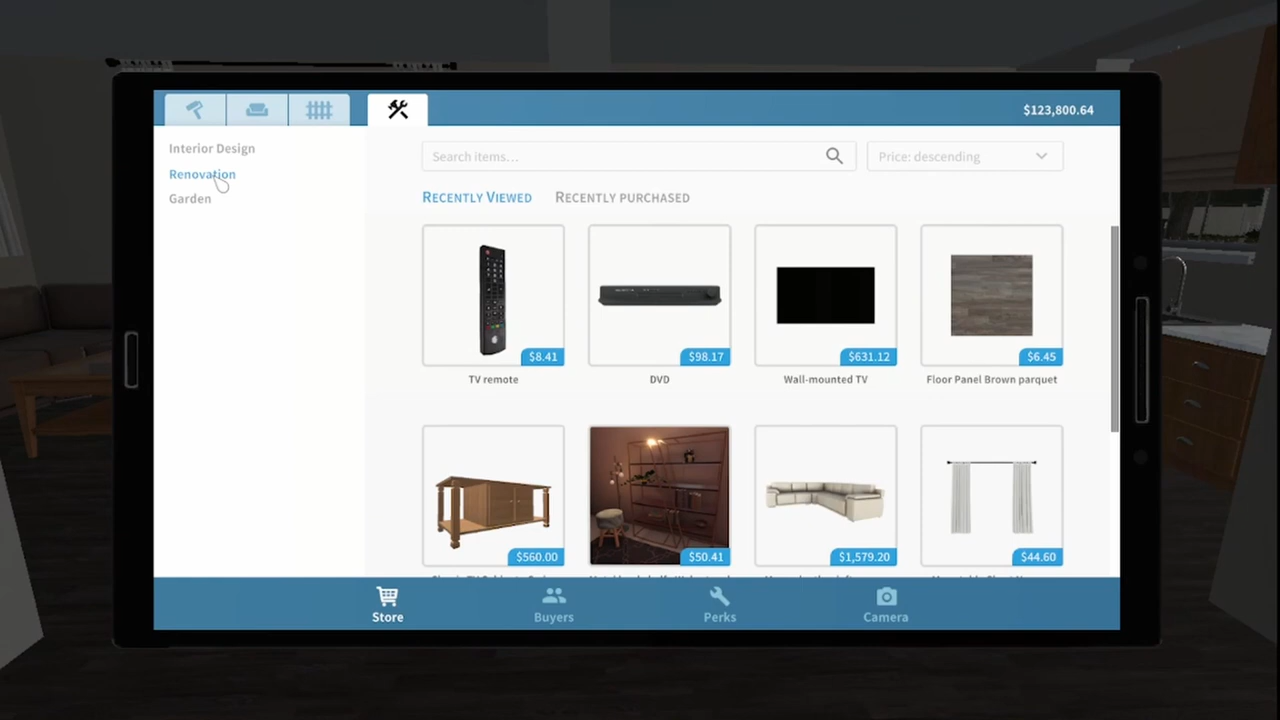 $123,800.64
Interior Design
Renovation
Garden
Search items...
Price: descending
RECENTLY VIEWED
RECENTLY PURCHASED
$8.41
$98.17
$631.12
$6.45
TV remote
DVD
Wall-mounted TV
Floor Panel Brown parquet
$560.00
$50.41
$1,579.20
$44.60
Store
Buyers
Perks
Camera